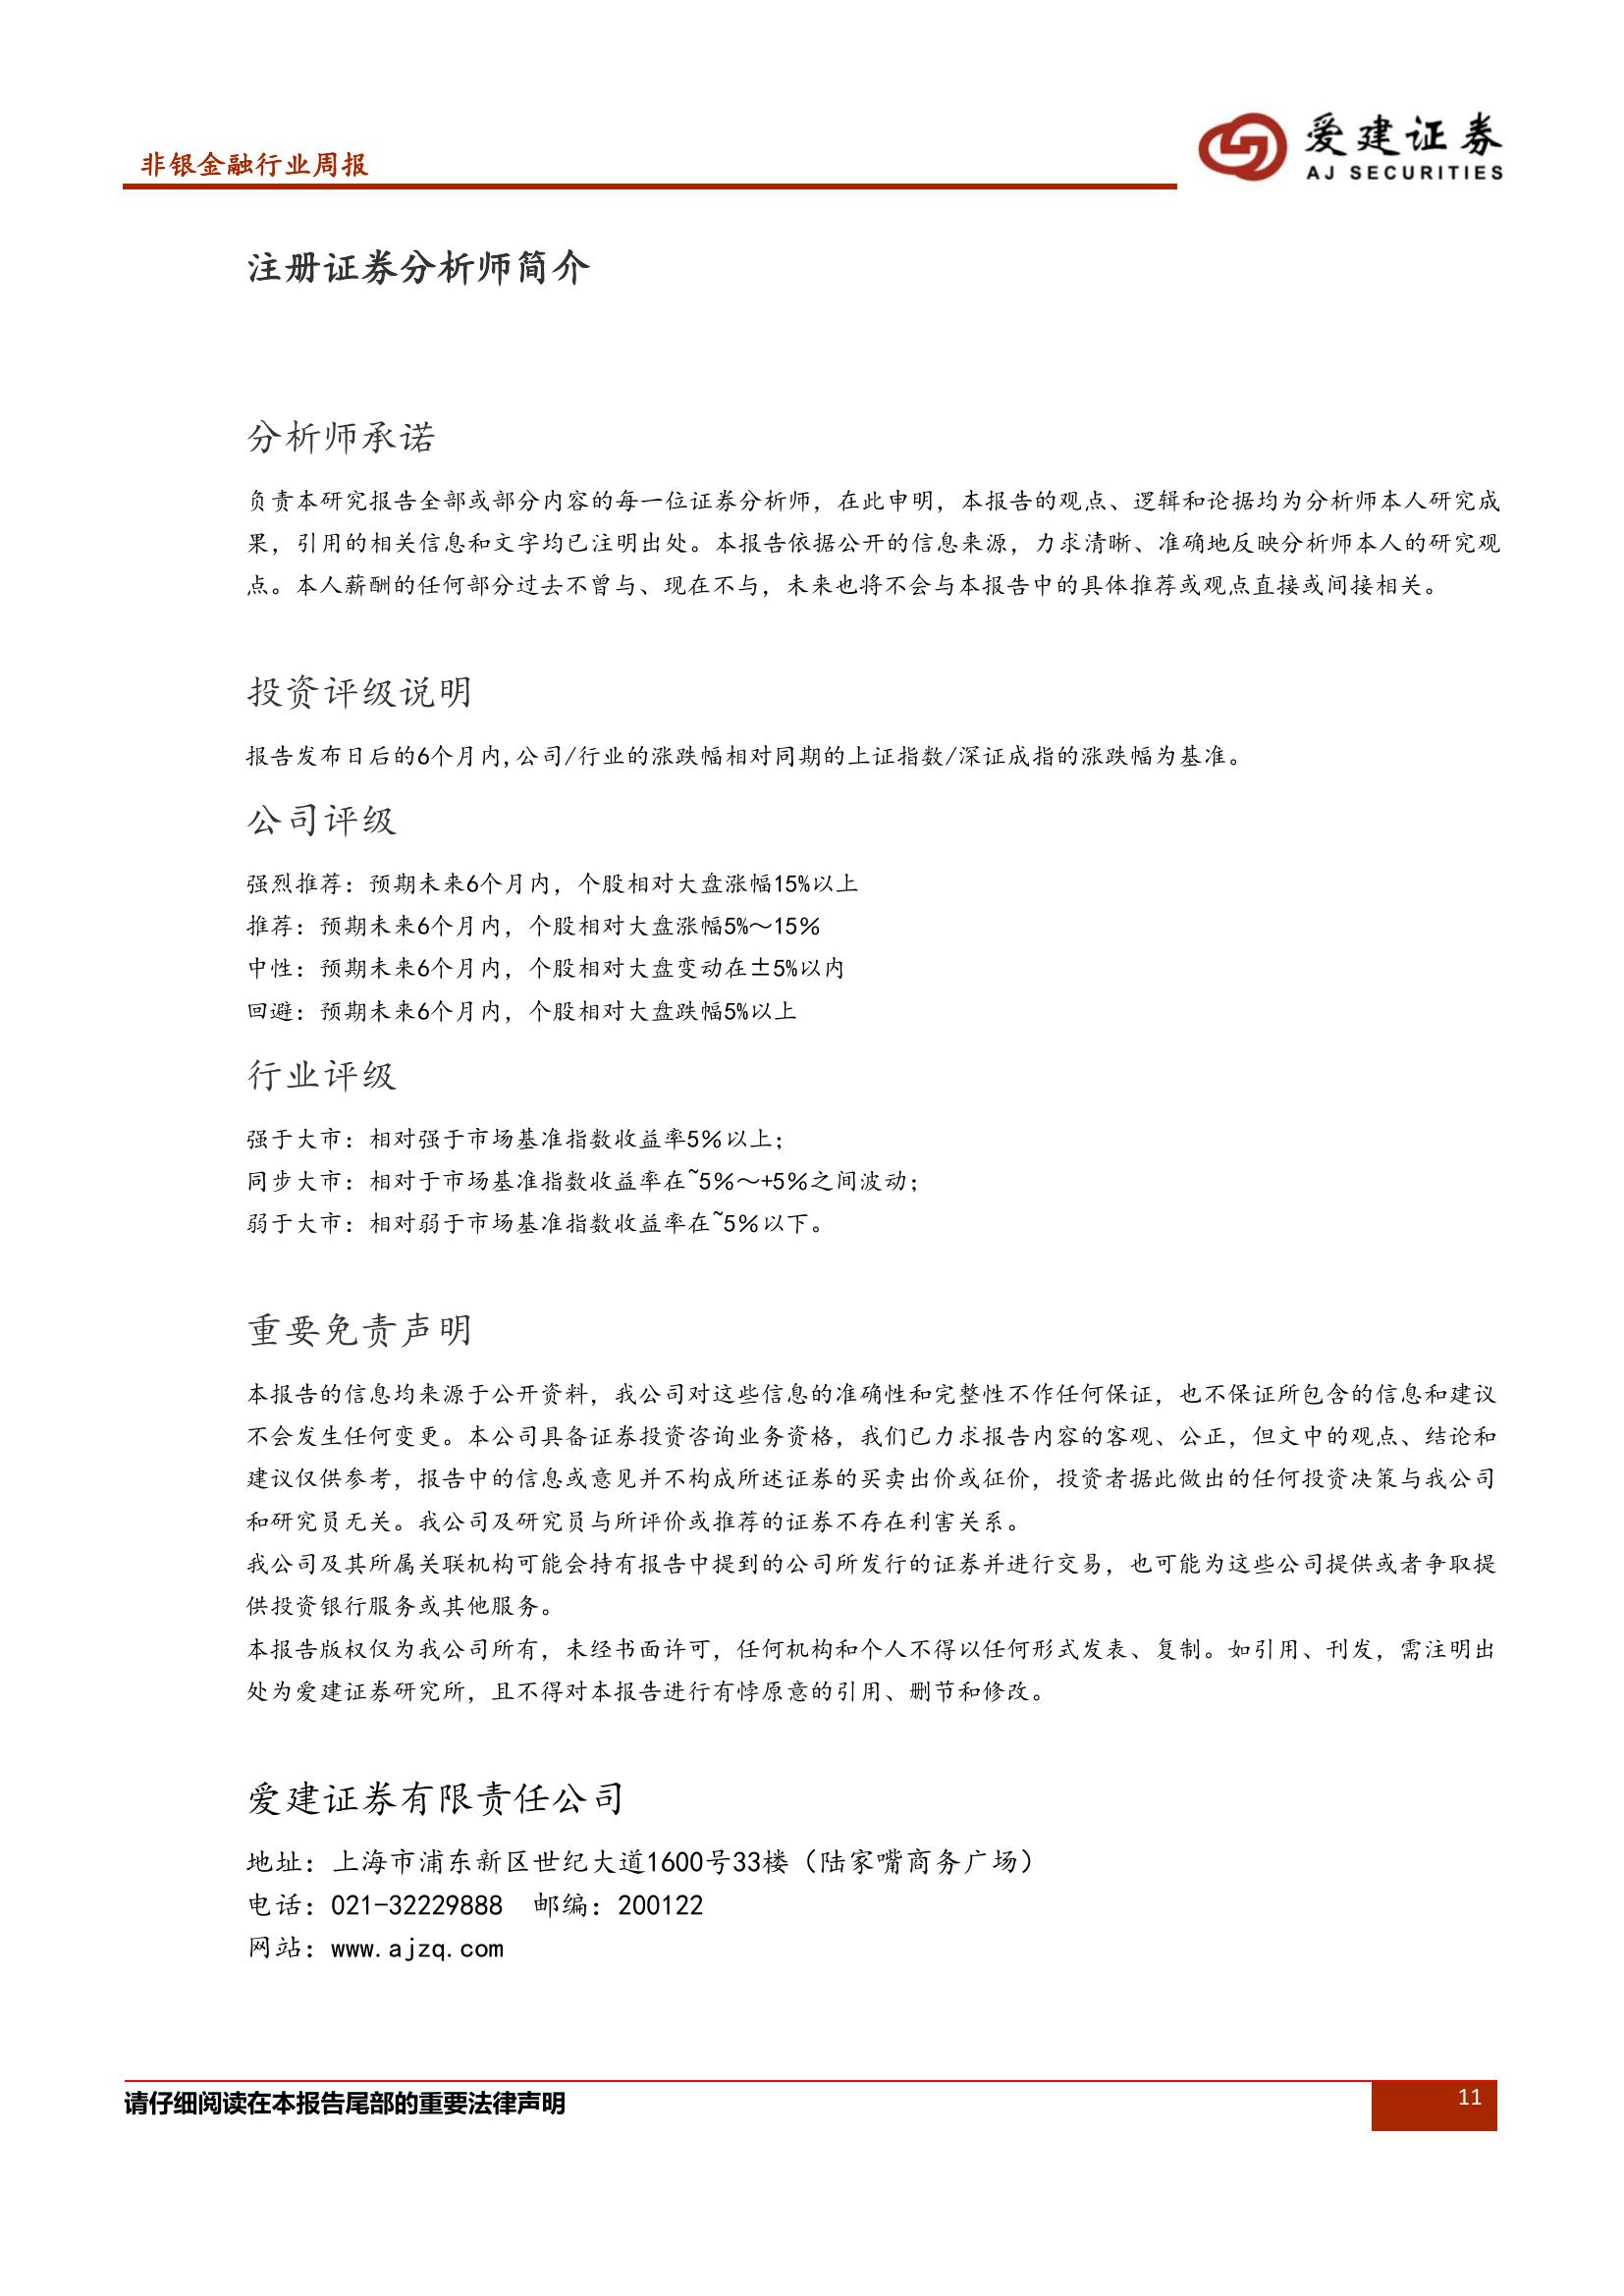 非银金融行业周报
爱建证券
AJ SECURITIES
注册证券分析师简介
分析师承诺
负责本研究报告全部或部分内容的每一位证券分析师，在此申明，本报告的观点、逻辑和论据均为分析师本人研究成
果，引用的相关信息和文字均已注明出处。本报告依据公开的信息来源，力求清晰、准确地反映分析师本人的研究观
点。本人薪酬的任何部分过去不曾与、现在不与，未来也将不会与本报告中的具体推荐或观点直接或间接相关。
投资评级说明
报告发布日后的6个月内,公司/行业的涨跌幅相对同期的上证指数/深证成指的涨跌幅为基准。
公司评级
强烈推荐：预期未来6个月内，个股相对大盘涨幅15%以上
推荐：预期未来6个月内，个股相对大盘涨幅5%～15％
中性：预期未来6个月内，个股相对大盘变动在±5%以内
回避：预期未来6个月内，个股相对大盘跌幅5%以上
行业评级
强于大市：相对强于市场基准指数收益率5％以上；
同步大市：相对于市场基准指数收益率在~5％～+5％之间波动；
弱于大市：相对弱于市场基准指数收益率在~5％以下。
重要免责声明
本报告的信息均来源于公开资料，我公司对这些信息的准确性和完整性不作任何保证，也不保证所包含的信息和建议
不会发生任何变更。本公司具备证券投资咨询业务资格，我们已力求报告内容的客观、公正，但文中的观点、结论和
建议仅供参考，报告中的信息或意见并不构成所述证券的买卖出价或征价，投资者据此做出的任何投资决策与我公司
和研究员无关。我公司及研究员与所评价或推荐的证券不存在利害关系。
我公司及其所属关联机构可能会持有报告中提到的公司所发行的证券并进行交易，也可能为这些公司提供或者争取提
供投资银行服务或其他服务。
本报告版权仅为我公司所有，未经书面许可，任何机构和个人不得以任何形式发表、复制。如引用、刊发，需注明出
处为爱建证券研究所，且不得对本报告进行有悖原意的引用、删节和修改。
爱建证券有限责任公司
地址：上海市浦东新区世纪大道1600号33楼（陆家嘴商务广场）
电话：021-32229888 邮编：200122
网站：www.ajzq.com
请仔细阅读在本报告尾部的重要法律声明
11